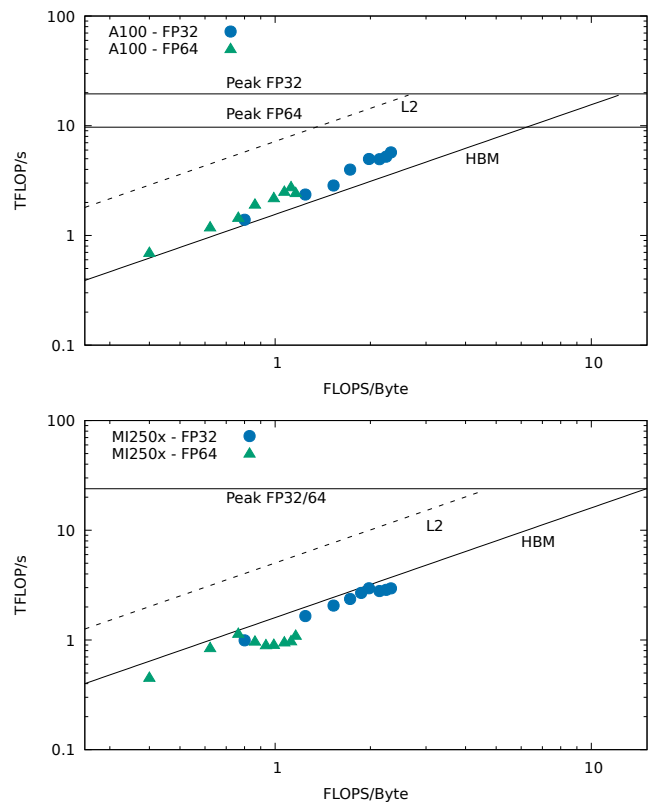 100
A100 - FP32
A100 - FP64
Peak FP32
L2
Peak FP64
10
HBM
TFLOP/s
1
0.1
1
10
FLOPS/Byte
100
MI250x - FP32
MI250x - FP64
Peak FP32/64
L2
10
HBM
TFLOP/s
1
0.1
1
10
FLOPS/Byte